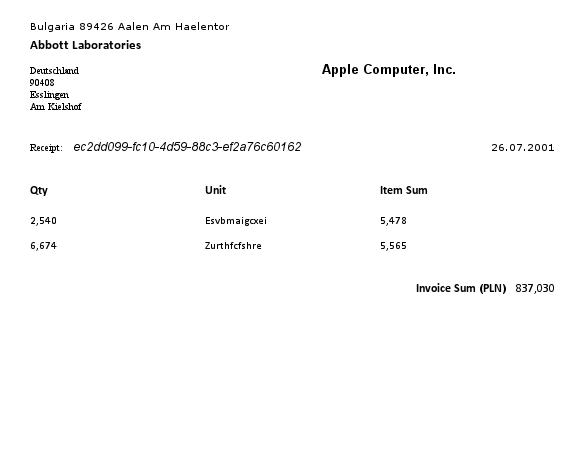 Bulgaria 89426 Aalen Am Haelentor
Abbott Laboratories
Deutschland
90408
Esslingen
Am Kielshof
Apple Computer, Inc.
Receipt: ec2dd099-fc10-4d59-88c3-ef2a76c60162 26.07.2001
Qty Unit Item Sum
2,540 Esvbmaigcxei 5,478
6,674 Zurthfcfshre 5,565
Invoice Sum (PLN) 837,030